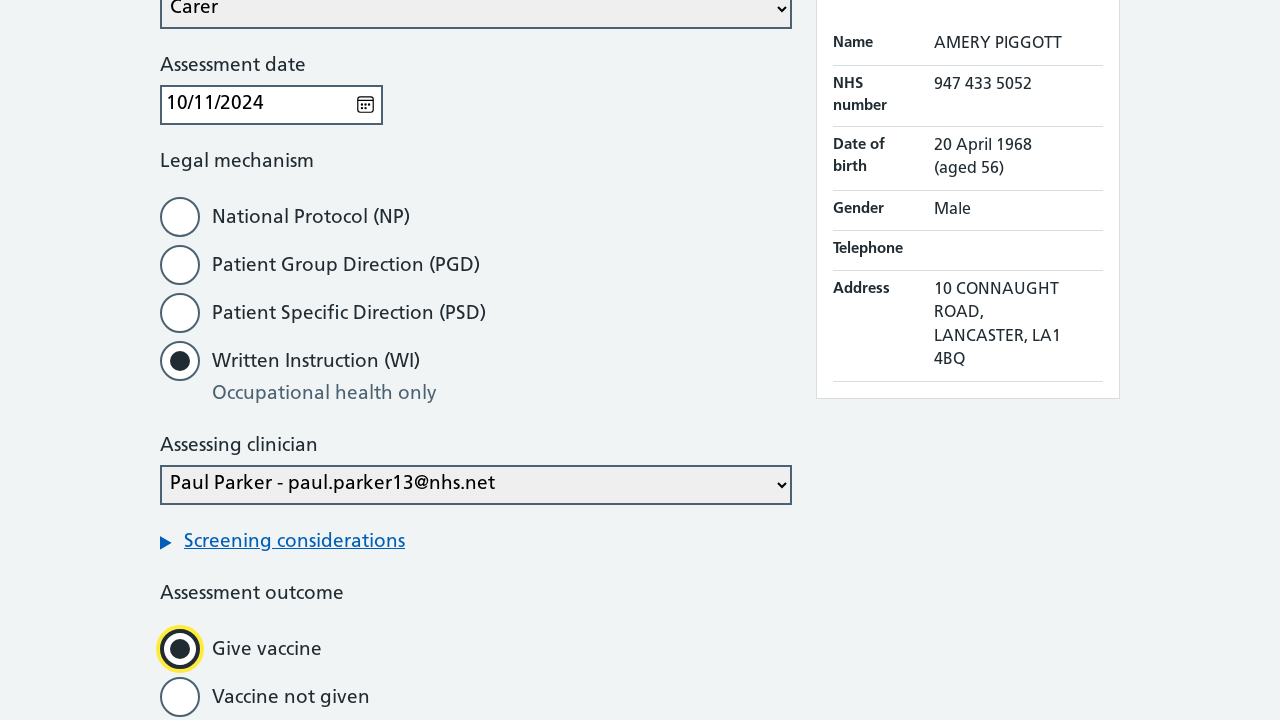 Carer
Assessment date
10/11/2024
Legal mechanism
National Protocol (NP)
Patient Group Direction (PGD)
Patient Specific Direction (PSD)
Written Instruction (WI)
Occupational health only
Assessing clinician
Paul Parker - paul.parker13@nhs.net
Screening considerations
Assessment outcome
Give vaccine
Vaccine not given
Name AMERY PIGGOTT
NHS number 947 433 5052
Date of birth 20 April 1968
(aged 56)
Gender Male
Telephone
Address 10 CONNAUGHT
ROAD,
LANCASTER, LA1
4BQ